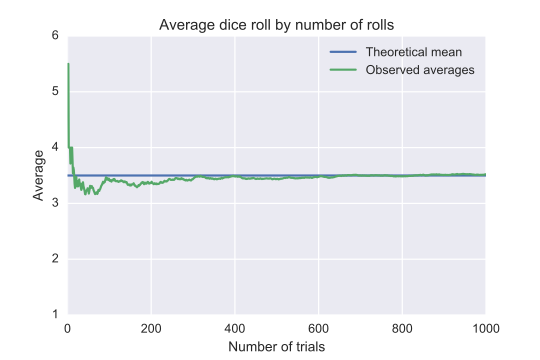 Average dice roll by number of rolls
6
5
4
3
2
1
Average
Theoretical mean
Observed averages
0 200 400 600 800 1000
Number of trials